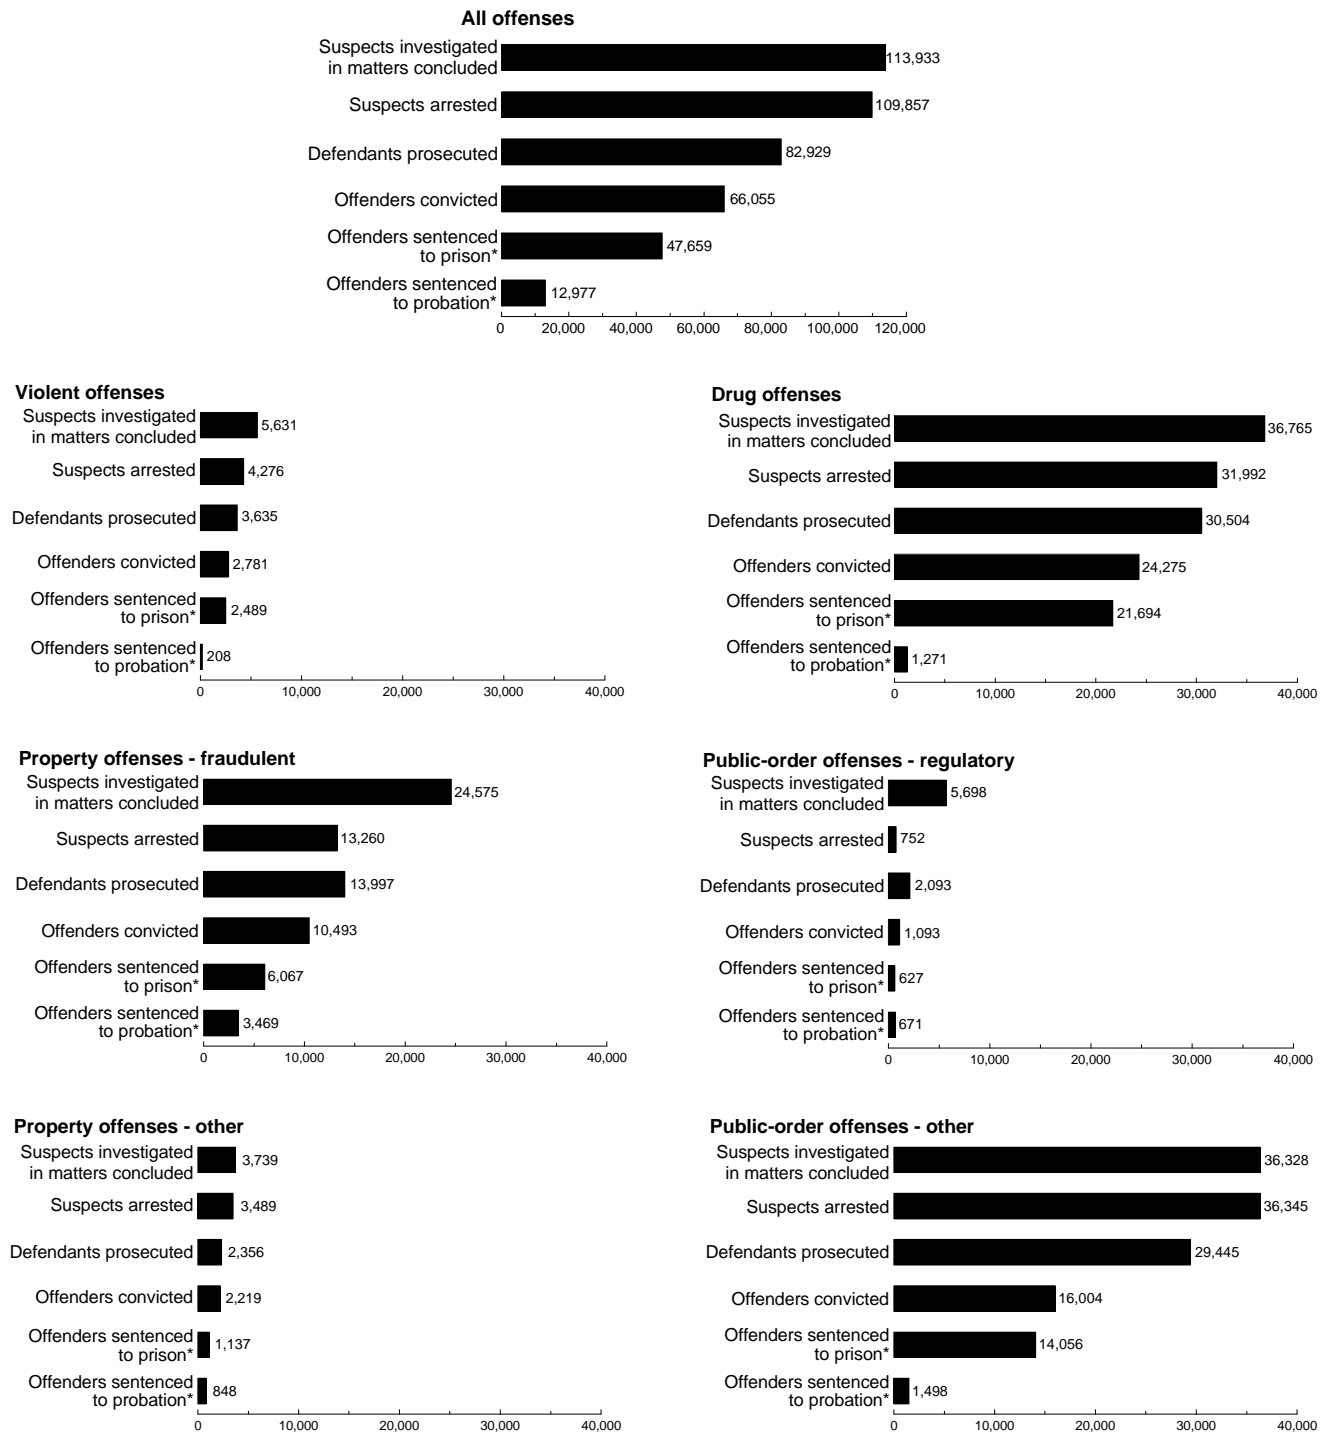 All offenses
Suspects investigated
in matters concluded
113,933
Suspects arrested
109,857
Defendants prosecuted
82,929
Offenders convicted
66,055
Offenders sentenced
to prison*
47,659
Offenders sentenced
to probation*
12,977
0 20,000 40,000 60,000 80,000 100,000 120,000
Violent offenses
Suspects investigated
in matters concluded
5,631
Suspects arrested
4,276
Defendants prosecuted
3,635
Offenders convicted
2,781
Offenders sentenced
to prison*
2,489
Offenders sentenced
to probation*
208
0 10,000 20,000 30,000 40,000
Drug offenses
Suspects investigated
in matters concluded
36,765
Suspects arrested
31,992
Defendants prosecuted
30,504
Offenders convicted
24,275
Offenders sentenced
to prison*
21,694
Offenders sentenced
to probation*
1,271
0 10,000 20,000 30,000 40,000
Property offenses - fraudulent
Suspects investigated
in matters concluded
24,575
Suspects arrested
13,260
Defendants prosecuted
13,997
Offenders convicted
10,493
Offenders sentenced
to prison*
6,067
Offenders sentenced
to probation*
3,469
0 10,000 20,000 30,000 40,000
Public-order offenses - regulatory
Suspects investigated
in matters concluded
5,698
Suspects arrested
752
Defendants prosecuted
2,093
Offenders convicted
1,093
Offenders sentenced
to prison*
627
Offenders sentenced
to probation*
671
0 10,000 20,000 30,000 40,000
Property offenses - other
Suspects investigated
in matters concluded
3,739
Suspects arrested
3,489
Defendants prosecuted
2,356
Offenders convicted
2,219
Offenders sentenced
to prison*
1,137
Offenders sentenced
to probation*
848
0 10,000 20,000 30,000 40,000
Public-order offenses - other
Suspects investigated
in matters concluded
36,328
Suspects arrested
36,345
Defendants prosecuted
29,445
Offenders convicted
16,004
Offenders sentenced
to prison*
14,056
Offenders sentenced
to probation*
1,498
0 10,000 20,000 30,000 40,000